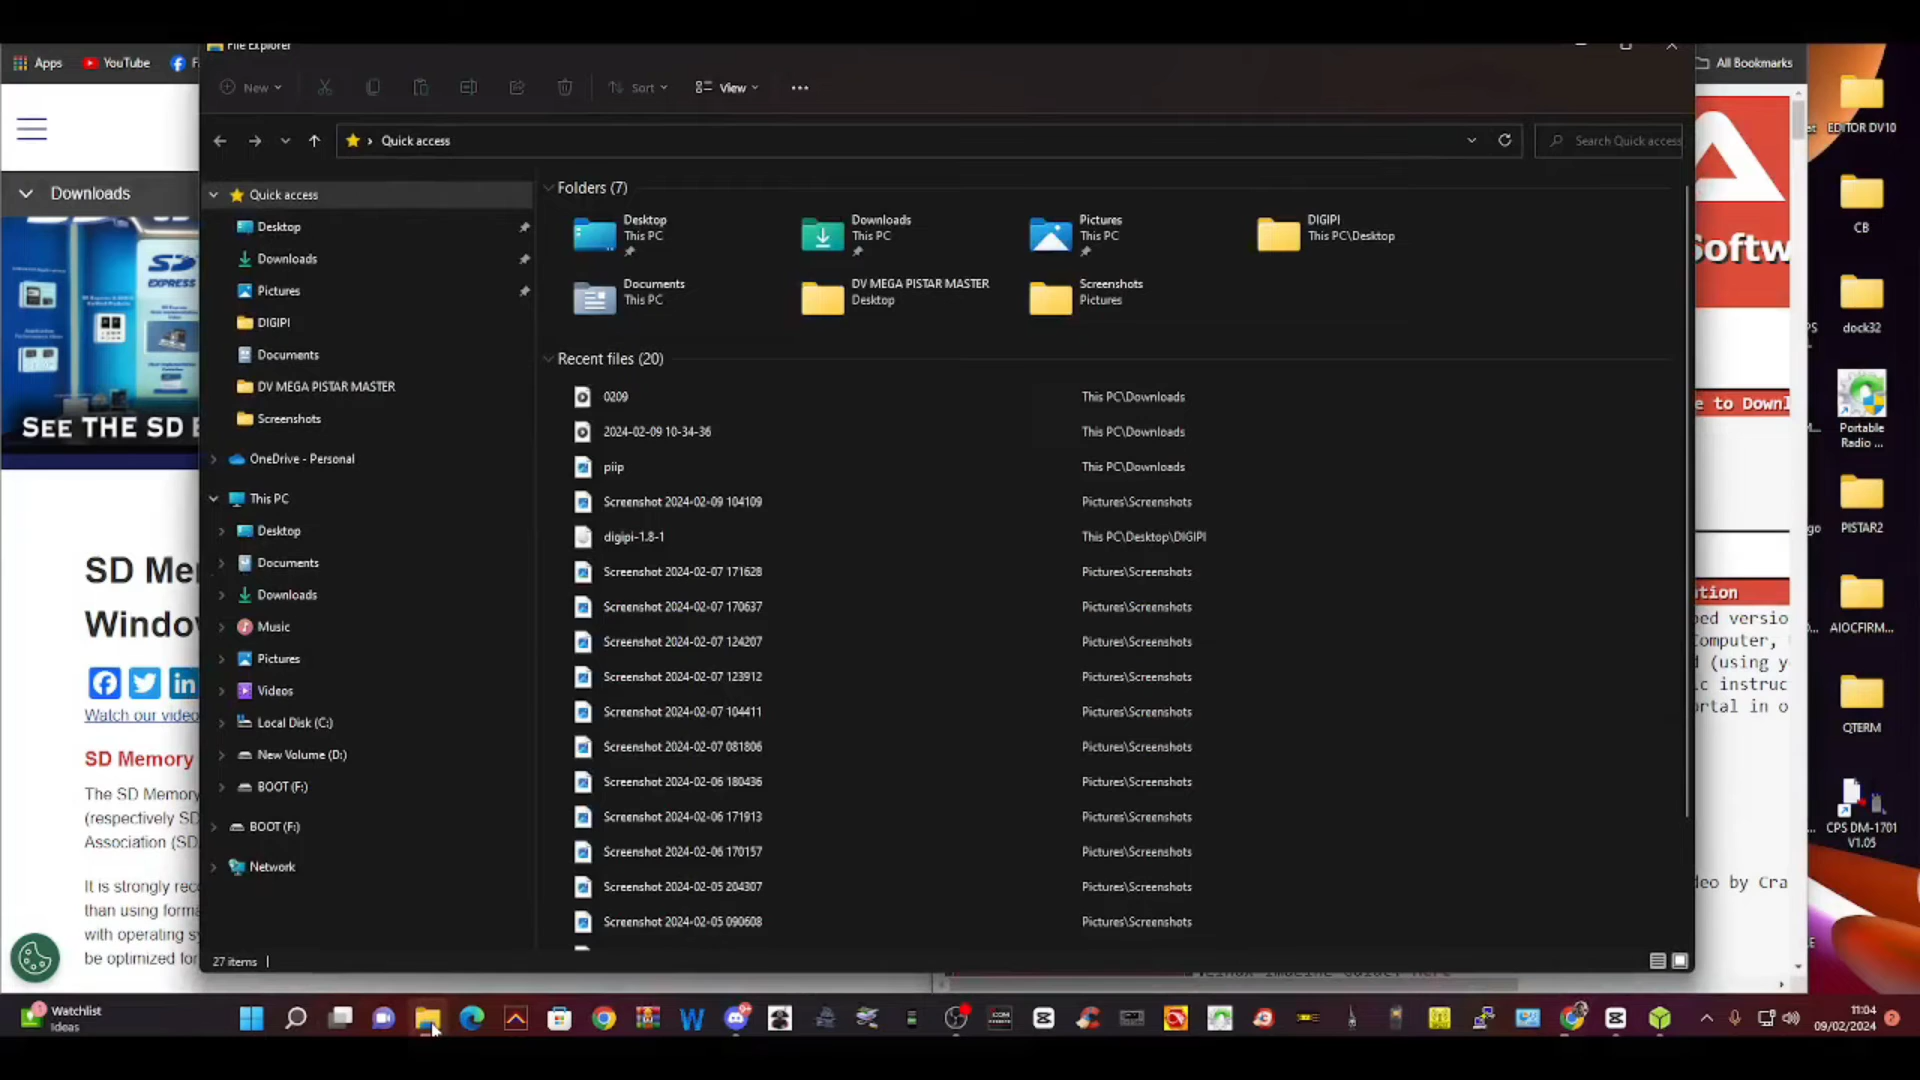 File Explorer
Apps
YouTube
All Bookmarks
New
Sort
View
Quick access
Search Quick access
Downloads
SD
EXPRESS
SEE THE SD
SD Me
Windo
Watch our video
SD Memory
The SD Memory
(respectively SD
Association (SD
It is strongly rec
than using forma
with operating sy
be optimized for
Quick access
Desktop
Downloads
Pictures
DIGIPI
Documents
DV MEGA PISTAR MASTER
Screenshots
OneDrive - Personal
This PC
Desktop
Documents
Downloads
Music
Pictures
Videos
Local Disk (C:)
New Volume (D:)
BOOT (F:)
BOOT (F:)
Network
27 items
Folders (7)
Desktop
This PC
Downloads
This PC
Pictures
This PC
DIGIPI
This PC\Desktop
Documents
This PC
DV MEGA PISTAR MASTER
Desktop
Screenshots
Pictures
Recent files (20)
0209 This PC\Downloads
2024-02-09 10-34-36 This PC\Downloads
piip This PC\Downloads
Screenshot 2024-02-09 104109 Pictures\Screenshots
digipi-1.8-1 This PC\Desktop\DIGIPI
Screenshot 2024-02-07 171628 Pictures\Screenshots
Screenshot 2024-02-07 170637 Pictures\Screenshots
Screenshot 2024-02-07 124207 Pictures\Screenshots
Screenshot 2024-02-07 123912 Pictures\Screenshots
Screenshot 2024-02-07 104411 Pictures\Screenshots
Screenshot 2024-02-07 081806 Pictures\Screenshots
Screenshot 2024-02-06 180436 Pictures\Screenshots
Screenshot 2024-02-06 171913 Pictures\Screenshots
Screenshot 2024-02-06 170157 Pictures\Screenshots
Screenshot 2024-02-05 204307 Pictures\Screenshots
Screenshot 2024-02-05 090608 Pictures\Screenshots
Softw
e to Downl
tion
ped versio
Computer,
d (using y
ic instruc
ortal in o
deo by Cra
EDITOR DV10
CB
dock32
Portable
Radio ...
PISTAR2
AIOCFIRM...
QTERM
CPS DM-1701
V1.05
Watchlist
Ideas
11:04
09/02/2024
2